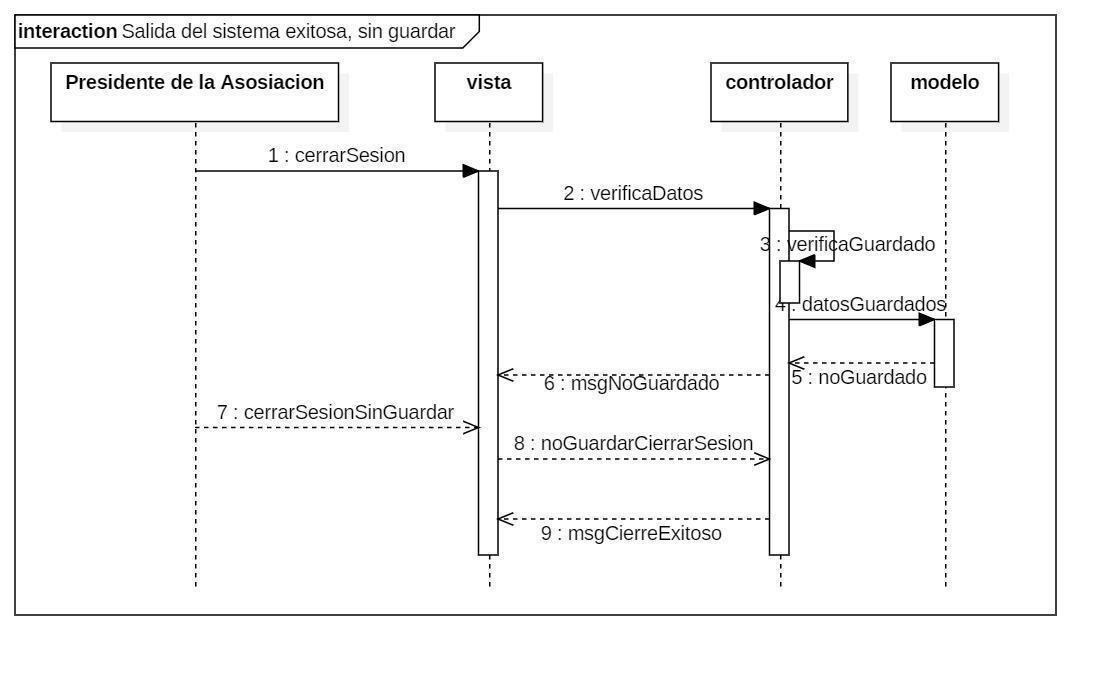 interaction Salida del sistema exitosa, sin guardar
Presidente de la Asosiacion
vista
controlador
modelo
1 : cerrarSesion
2 : verificaDatos
3 : verificaGuardado
4 : datosGuardados
5 : noGuardado
6 : msgNoGuardado
7 : cerrarSesionSinGuardar
8 : noGuardarCierrarSesion
9 : msgCierreExitoso